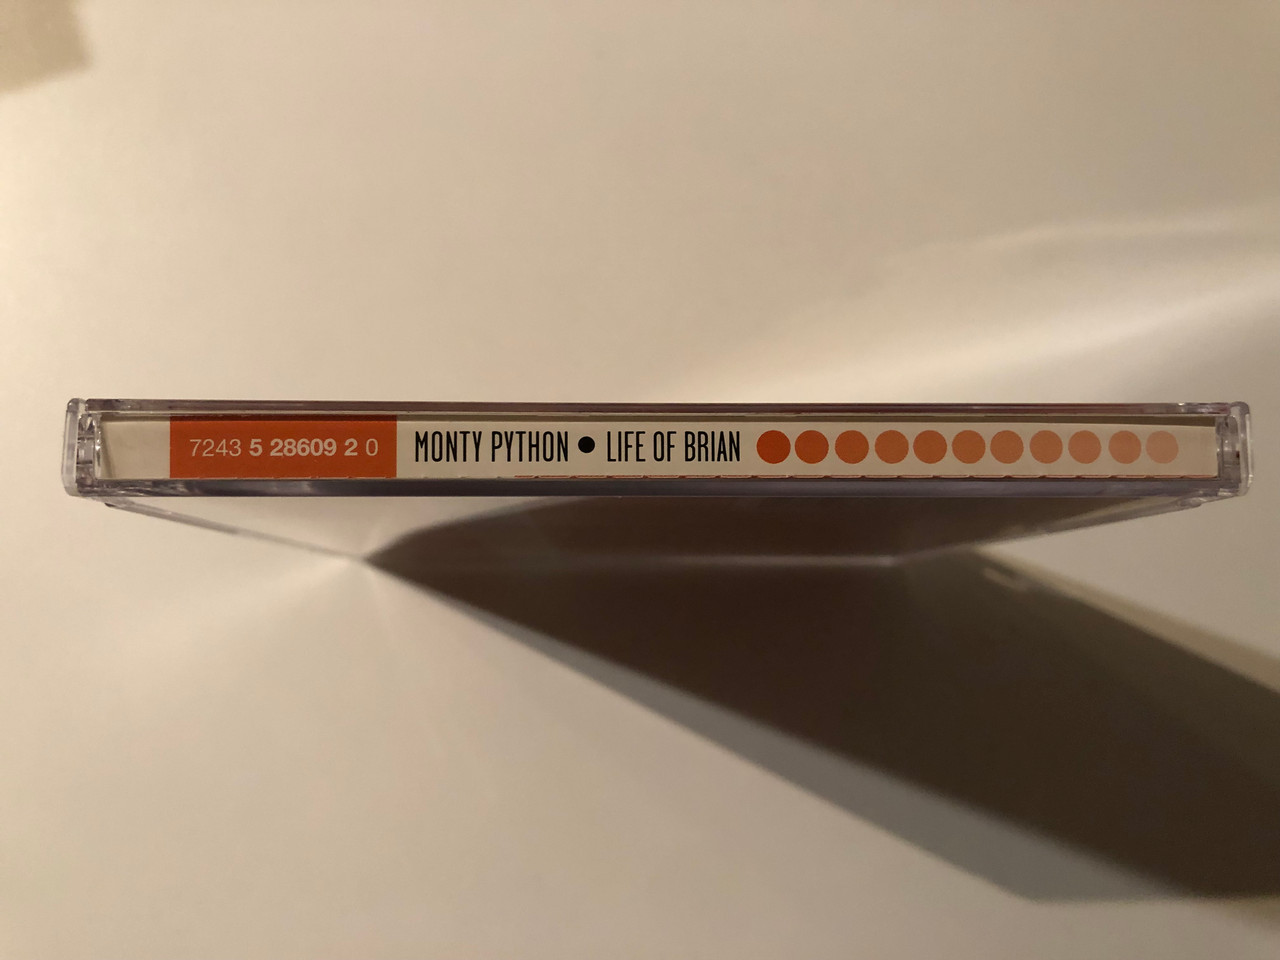 7243 5 28609 2 0 MONTY PYTHON ● LIFE OF BRIAN